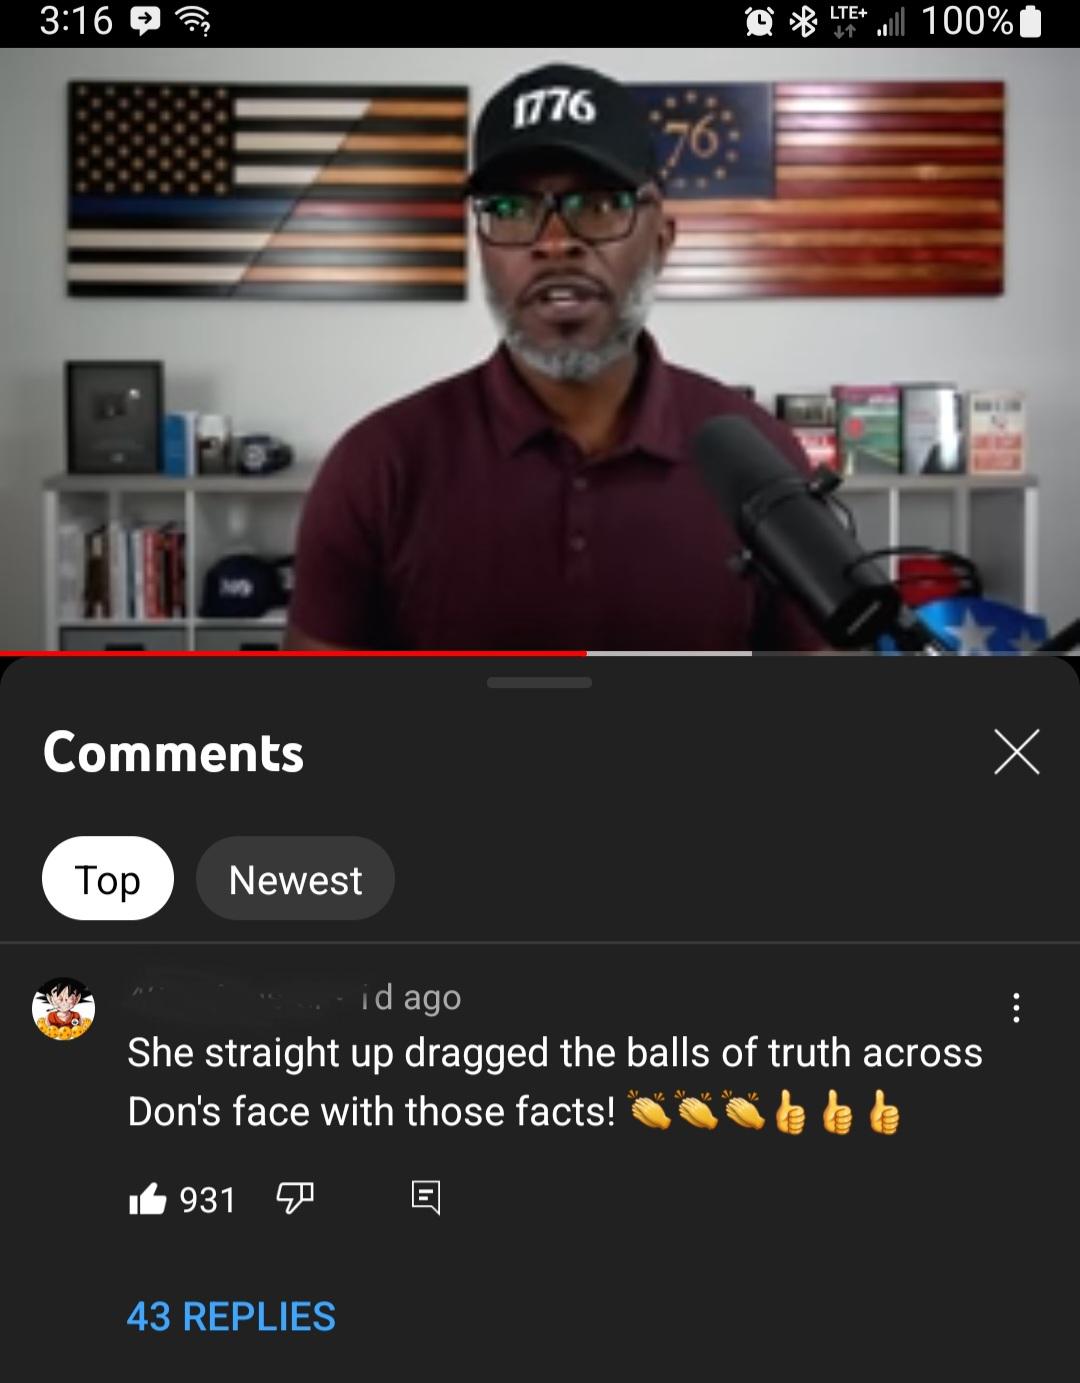 3:16
LTE+
100%
1776
76
Comments
Top
Newest
1d ago
She straight up dragged the balls of truth across
Don's face with those facts! 👏👏👏👍👍👍
931
43 REPLIES